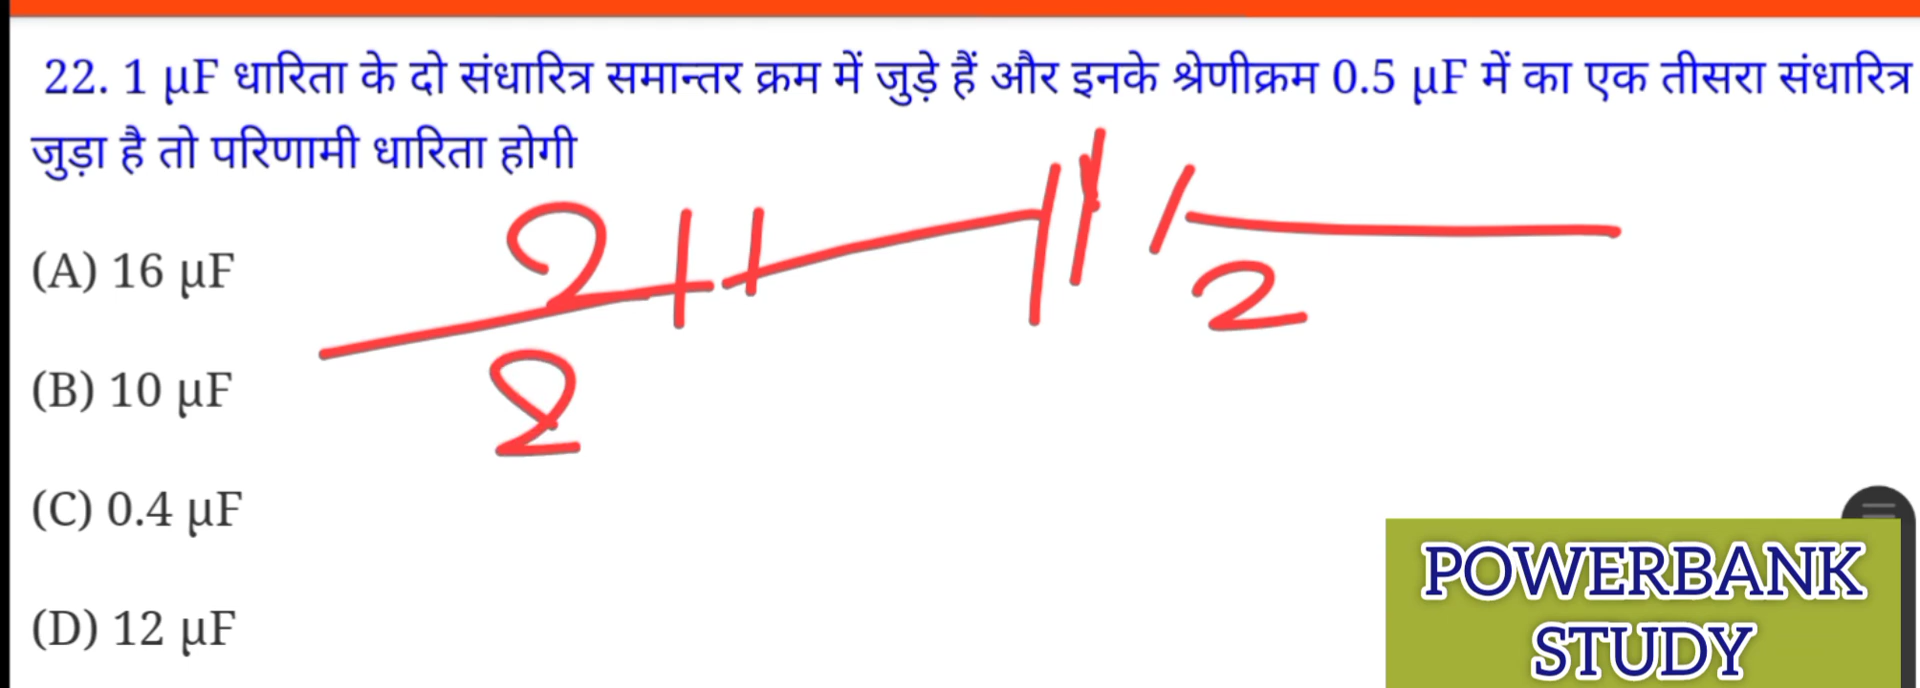 22. 1 µF धारिता के दो संधारित्र समान्तर क्रम में जुड़े हैं और इनके श्रेणीक्रम 0.5 µF में का एक तीसरा संधारित्र
जुड़ा है तो परिणामी धारिता होगी
(A) 16 µF
(B) 10 µF
(C) 0.4 µF
(D) 12 µF
2
2
2
POWERBANK
STUDY